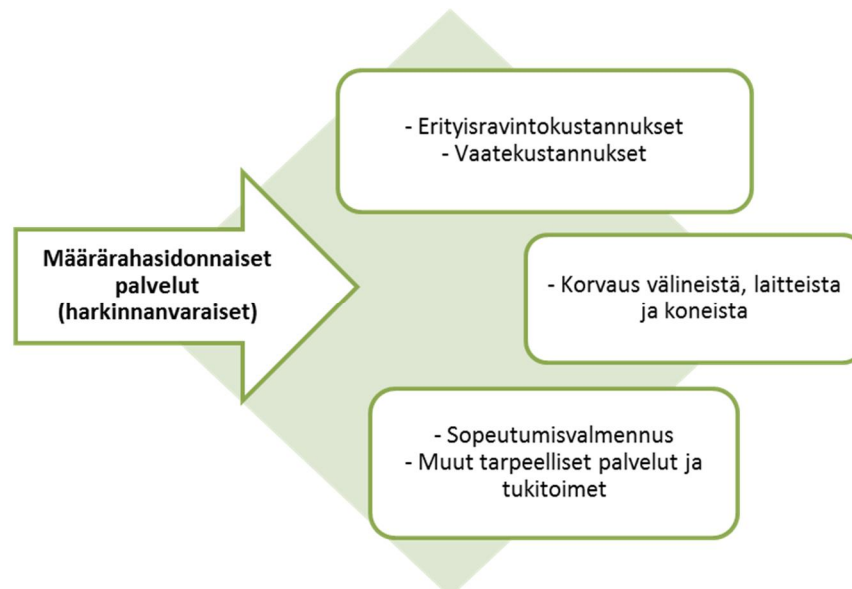 - Erityisravintokustannukset
- Vaatekustannukset
Määrärahasidonnaiset
palvelut
(harkinnanvaraiset)
- Korvaus välineistä, laitteista
ja koneista
- Sopeutumisvalmennus
- Muut tarpeelliset palvelut ja
tukitoimet